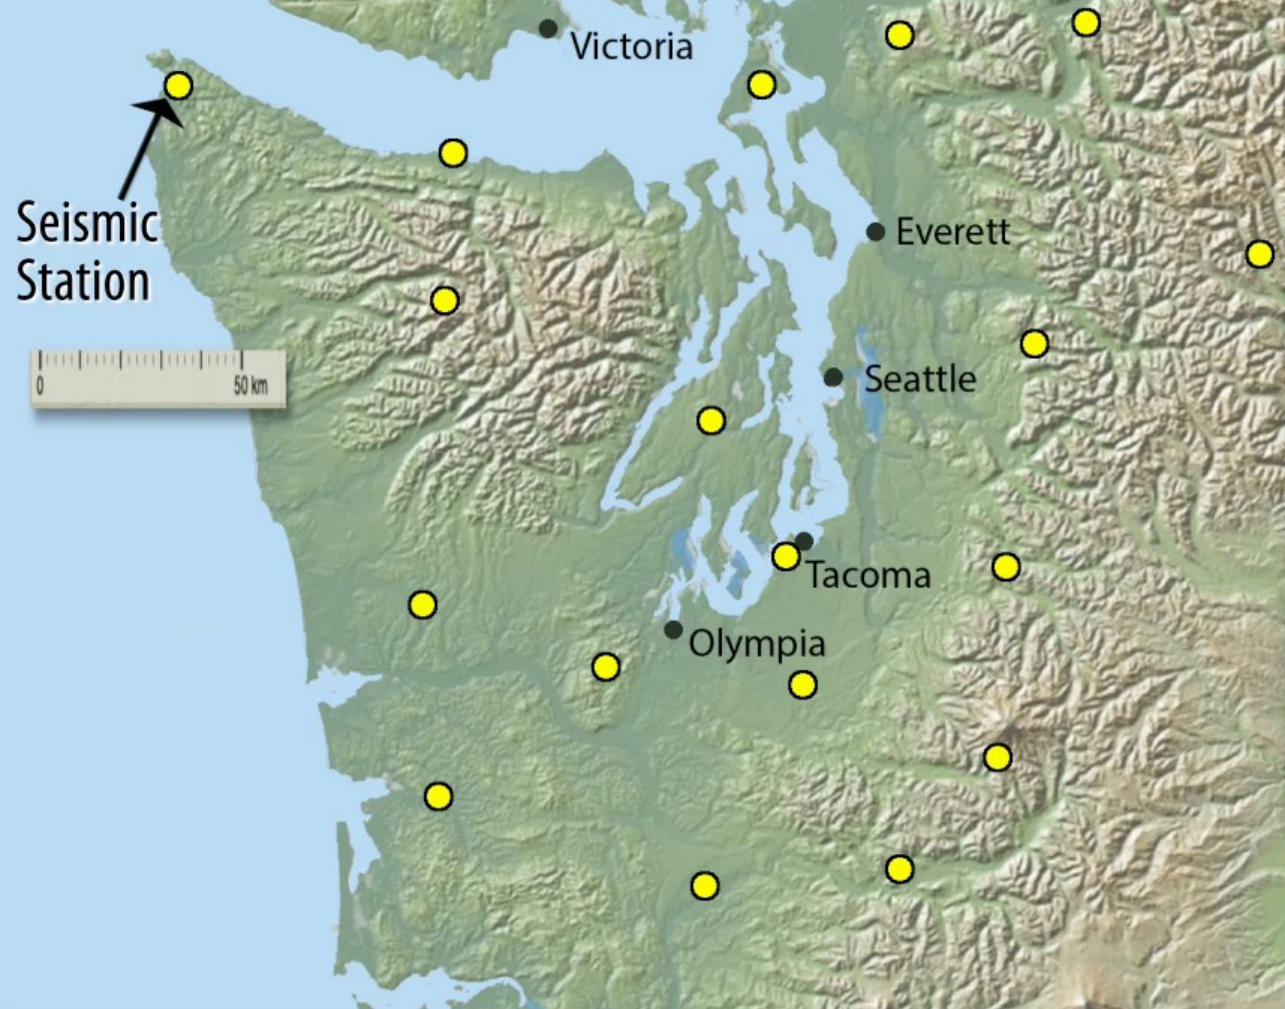 Victoria
Seismic
Station
Everett
0 50 km
Seattle
Tacoma
Olympia